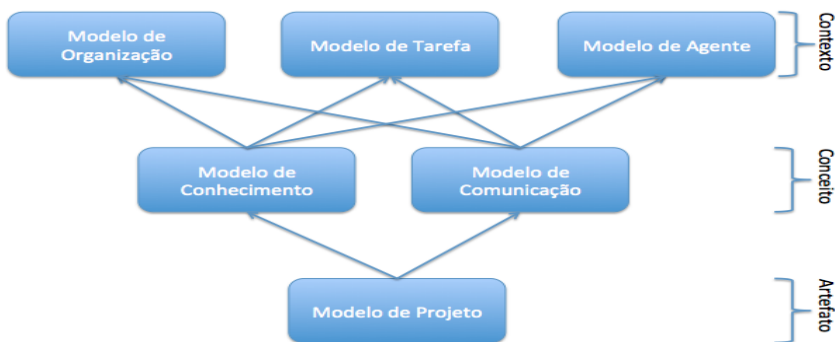 Modelo de
Organização
Modelo de Tarefa
Modelo de Agente
Contexto
Modelo de
Conhecimento
Modelo de
Comunicação
Conceito
Modelo de Projeto
Artefato